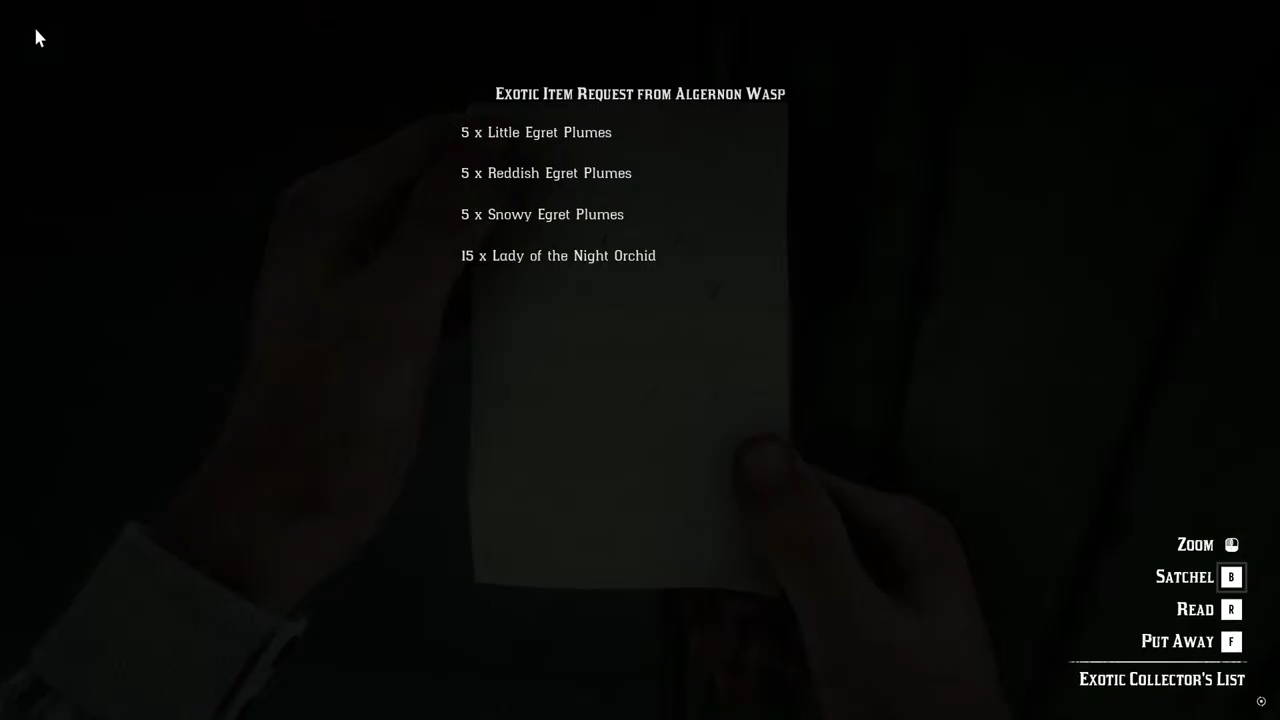 Exotic Item Request from Algernon Wasp
5 x Little Egret Plumes
5 x Reddish Egret Plumes
5 x Snowy Egret Plumes
15 x Lady of the Night Orchid
Zoom
Satchel B
Read R
Put Away F
Exotic Collector's List